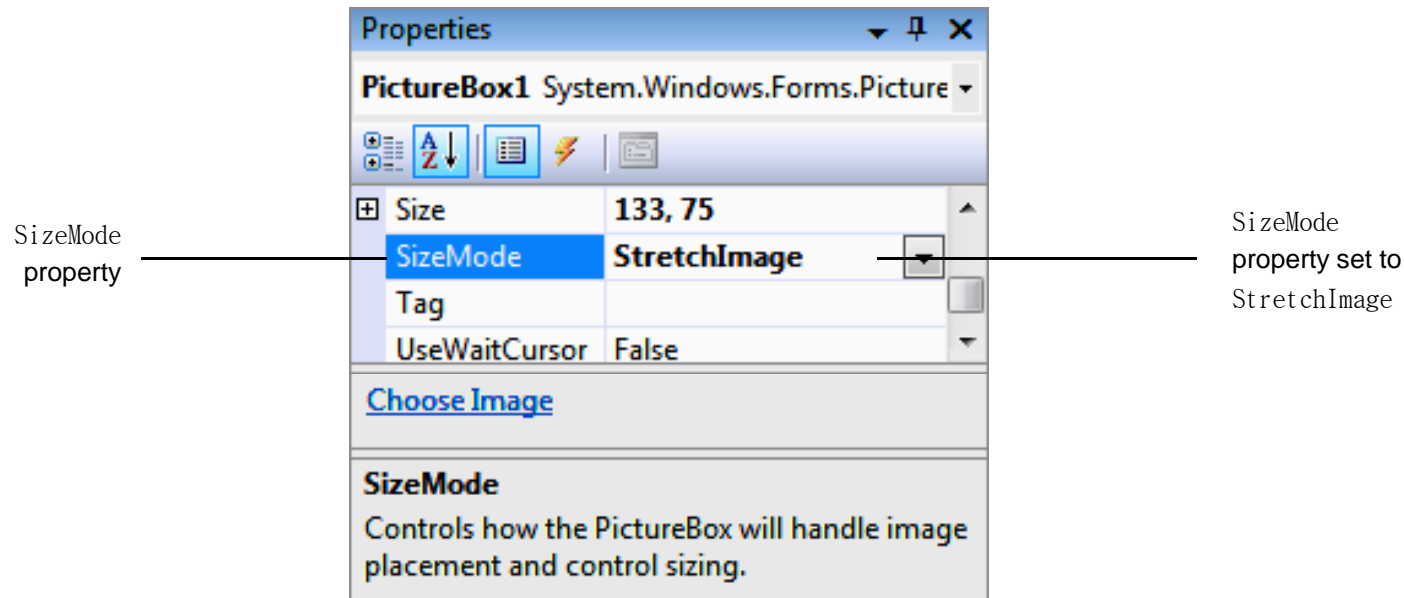 Properties
PictureBox1 System.Windows.Forms.Picture
A
Z
Size 133, 75
SizeMode StretchImage
Tag
UseWaitCursor False
Choose Image
SizeMode
Controls how the PictureBox will handle image
placement and control sizing.
SizeMode
property
SizeMode
property set to
StretchImage